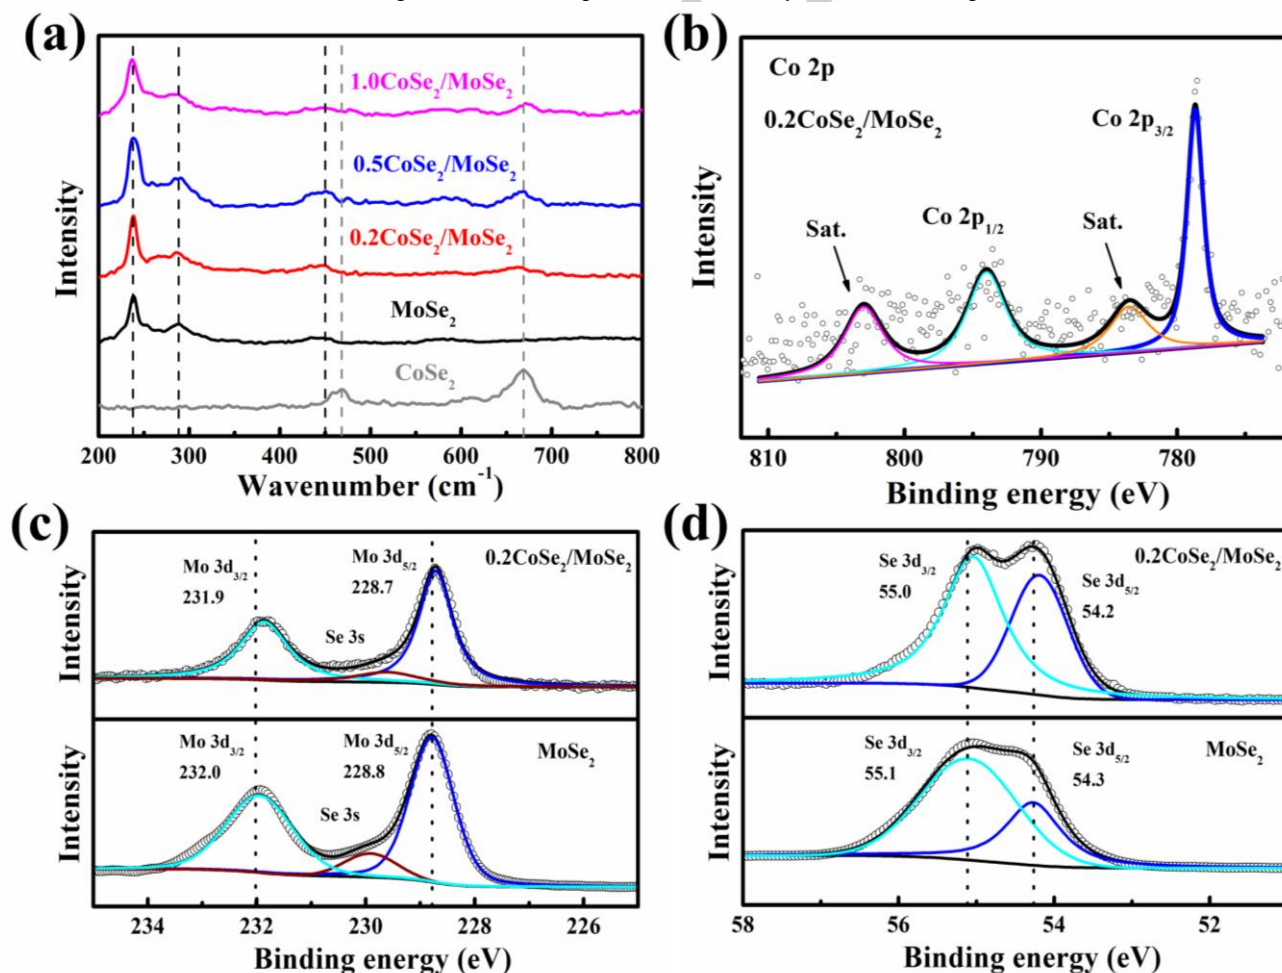 (a)
1.0CoSe₂/MoSe₂
0.5CoSe₂/MoSe₂
0.2CoSe₂/MoSe₂
MoSe₂
CoSe₂
Intensity
200 300 400 500 600 700 800
Wavenumber (cm⁻¹)
(b)
Co 2p
0.2CoSe₂/MoSe₂
Co 2p₃/₂
Co 2p₁/₂
Sat.
Sat.
Intensity
810 800 790 780
Binding energy (eV)
(c)
0.2CoSe₂/MoSe₂
Mo 3d₃/₂
231.9
Mo 3d₅/₂
228.7
Se 3s
Intensity
MoSe₂
Mo 3d₃/₂
232.0
Mo 3d₅/₂
228.8
Se 3s
Intensity
234 232 230 228 226
Binding energy (eV)
(d)
0.2CoSe₂/MoSe₂
Se 3d₃/₂
55.0
Se 3d₅/₂
54.2
Intensity
MoSe₂
Se 3d₃/₂
55.1
Se 3d₅/₂
54.3
Intensity
58 56 54 52
Binding energy (eV)